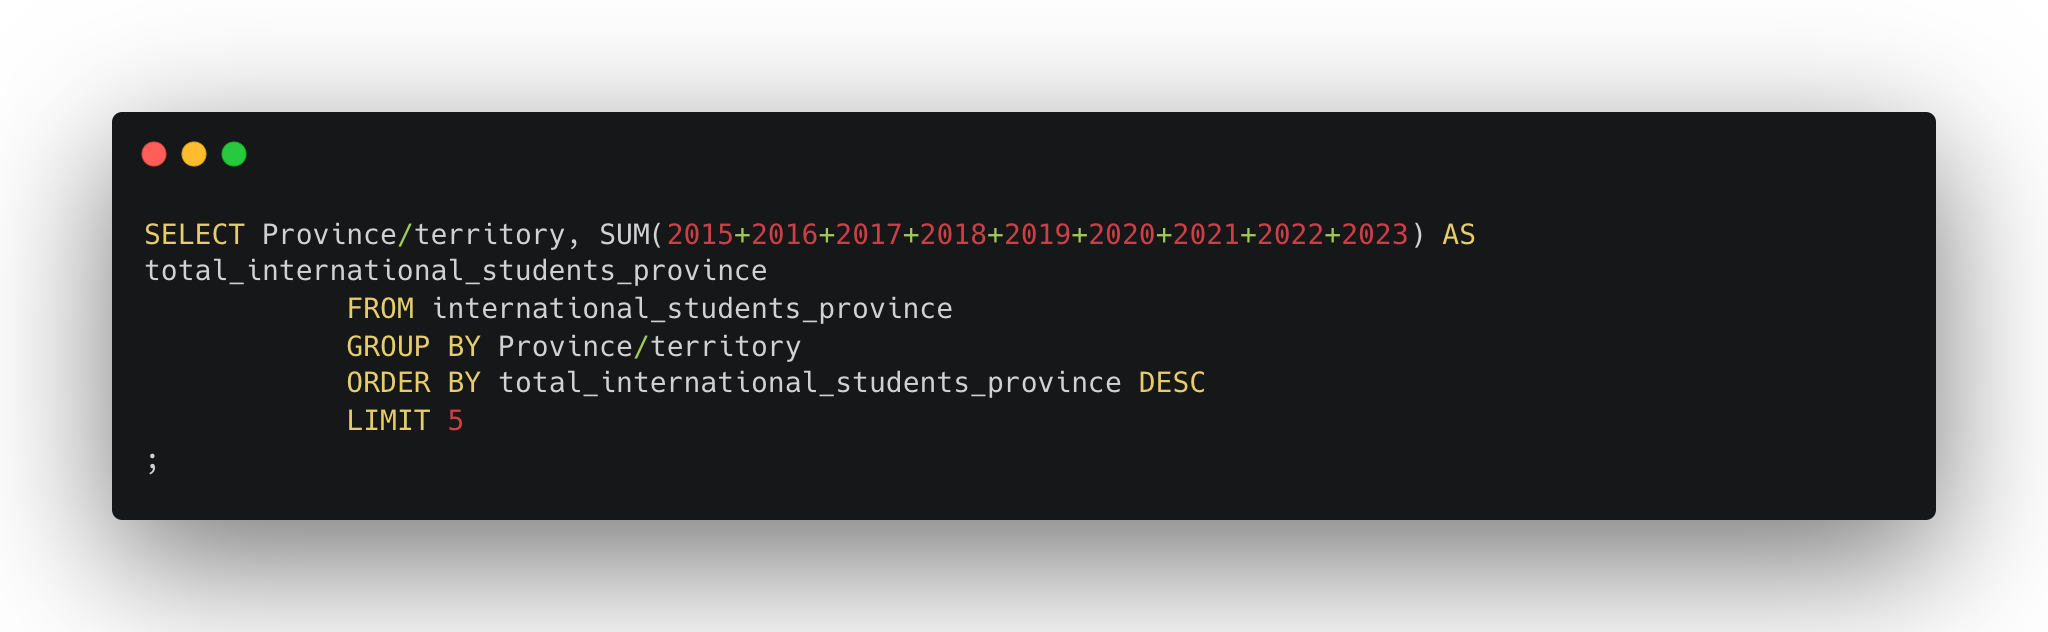 SELECT Province/territory, SUM(2015+2016+2017+2018+2019+2020+2021+2022+2023) AS
total_international_students_province
FROM international_students_province
GROUP BY Province/territory
ORDER BY total_international_students_province DESC
LIMIT 5
;